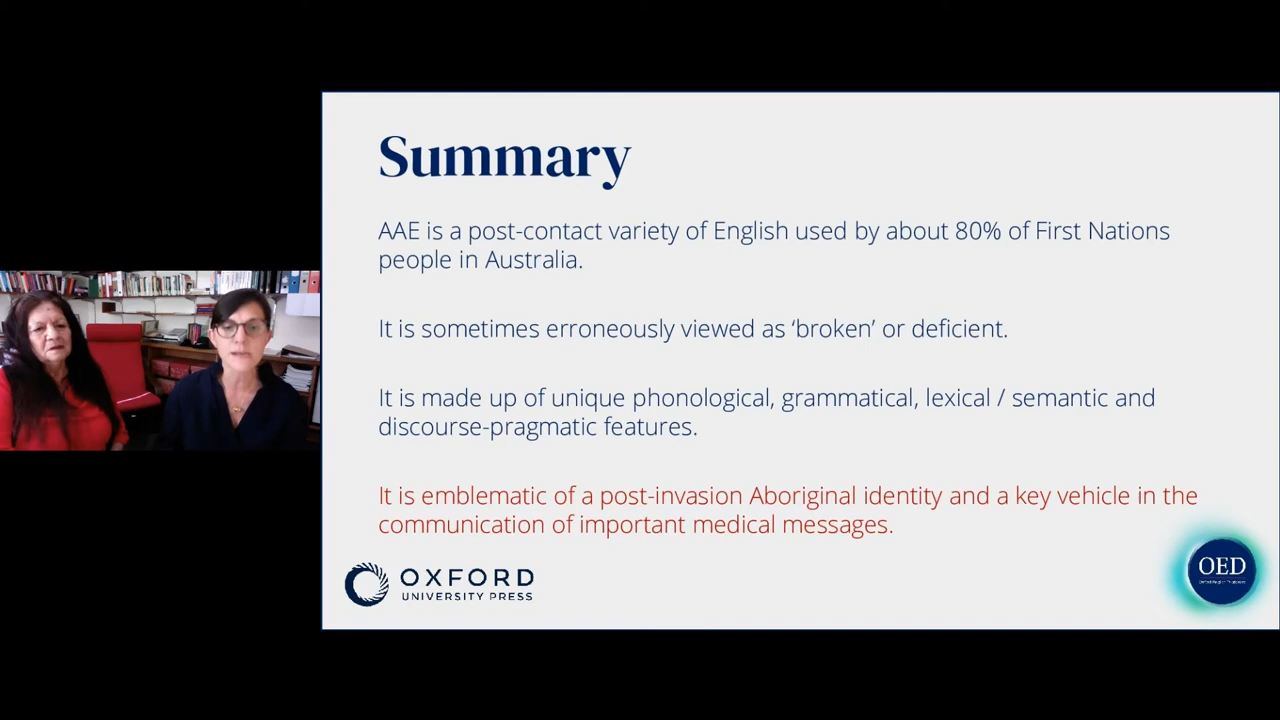 Summary
AAE is a post-contact variety of English used by about 80% of First Nations
people in Australia.
It is sometimes erroneously viewed as ‘broken’ or deficient.
It is made up of unique phonological, grammatical, lexical / semantic and
discourse-pragmatic features.
It is emblematic of a post-invasion Aboriginal identity and a key vehicle in the
communication of important medical messages.
OXFORD
UNIVERSITY PRESS
OED